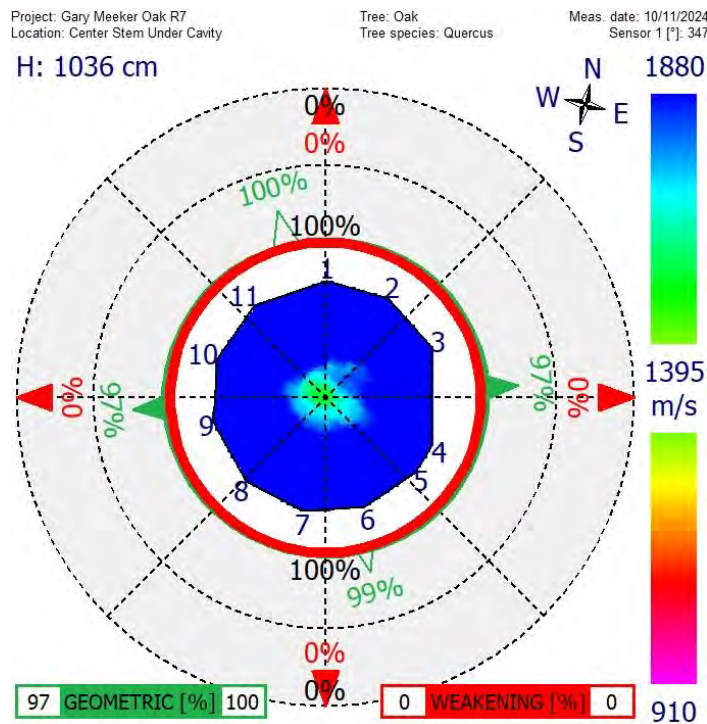 Project: Gary Meeker Oak R7
Tree: Oak
Meas. date: 10/11/2024
Location: Center Stem Under Cavity
Tree species: Quercus
Sensor 1 [°]: 347
H: 1036 cm
N
W
E
S
1880
0%
0%
100%
100%
1
2
11
3
10
1395
m/s
0%
97%
97%
0%
9
4
5
8
7
6
100%
99%
0%
0%
97 GEOMETRIC [%] 100
0 WEAKENING [%] 0
910